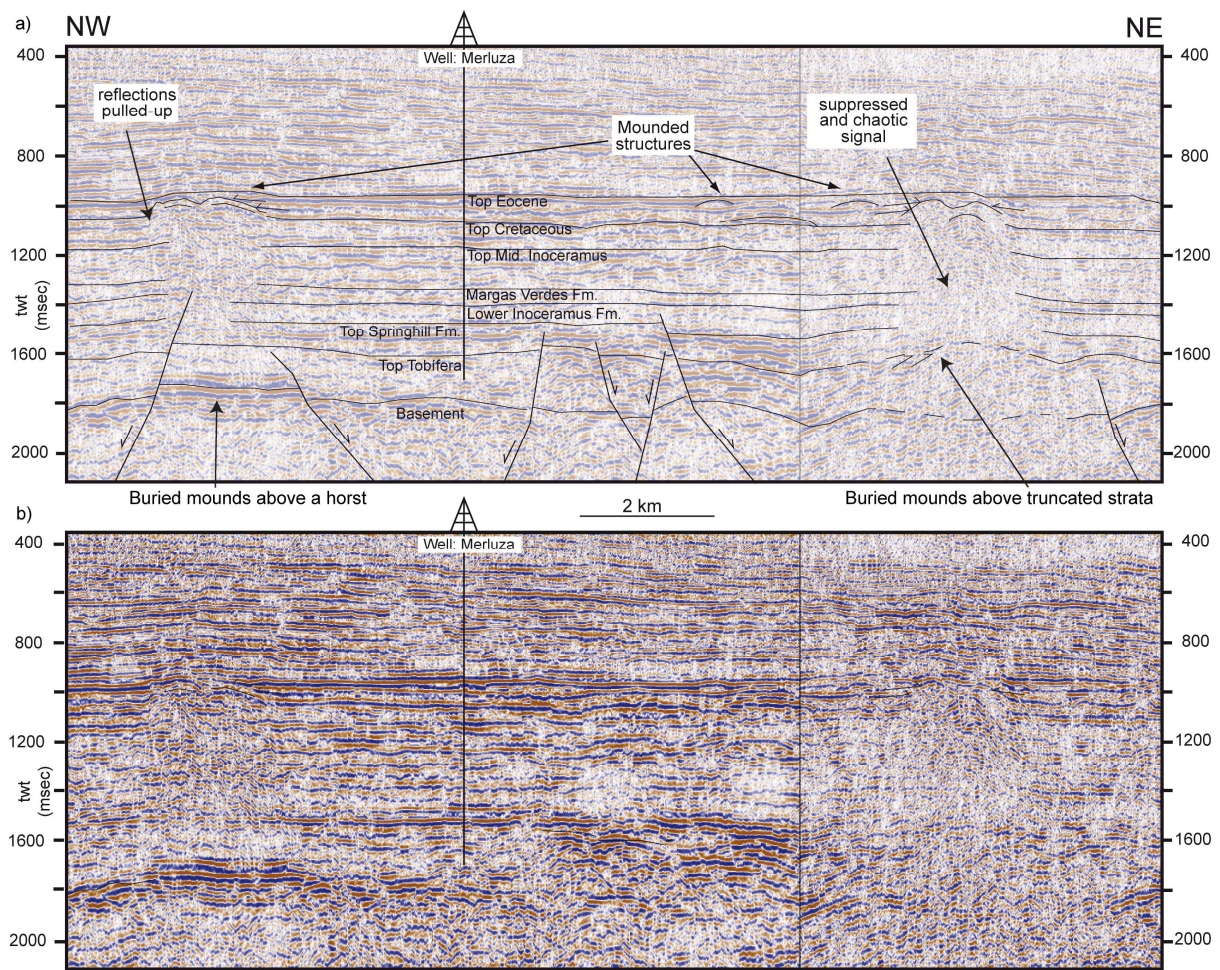 a)
NW
NE
Well: Merluza
400
800
1200
twt
(msec)
1600
2000
400
800
1200
1600
2000
reflections
pulled-up
Mounded
structures
suppressed
and chaotic
signal
Top Eocene
Top Cretaceous
Top Mid. Inoceramus
Margas Verdes Fm.
Lower Inoceramus Fm.
Top Springhill Fm.
Top Tobifera
Basement
Buried mounds above a horst
Buried mounds above truncated strata
b)
2 km
Well: Merluza
400
800
1200
twt
(msec)
1600
2000
400
800
1200
1600
2000